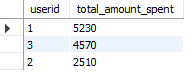 userid total_amount_spent
1 5230
3 4570
2 2510